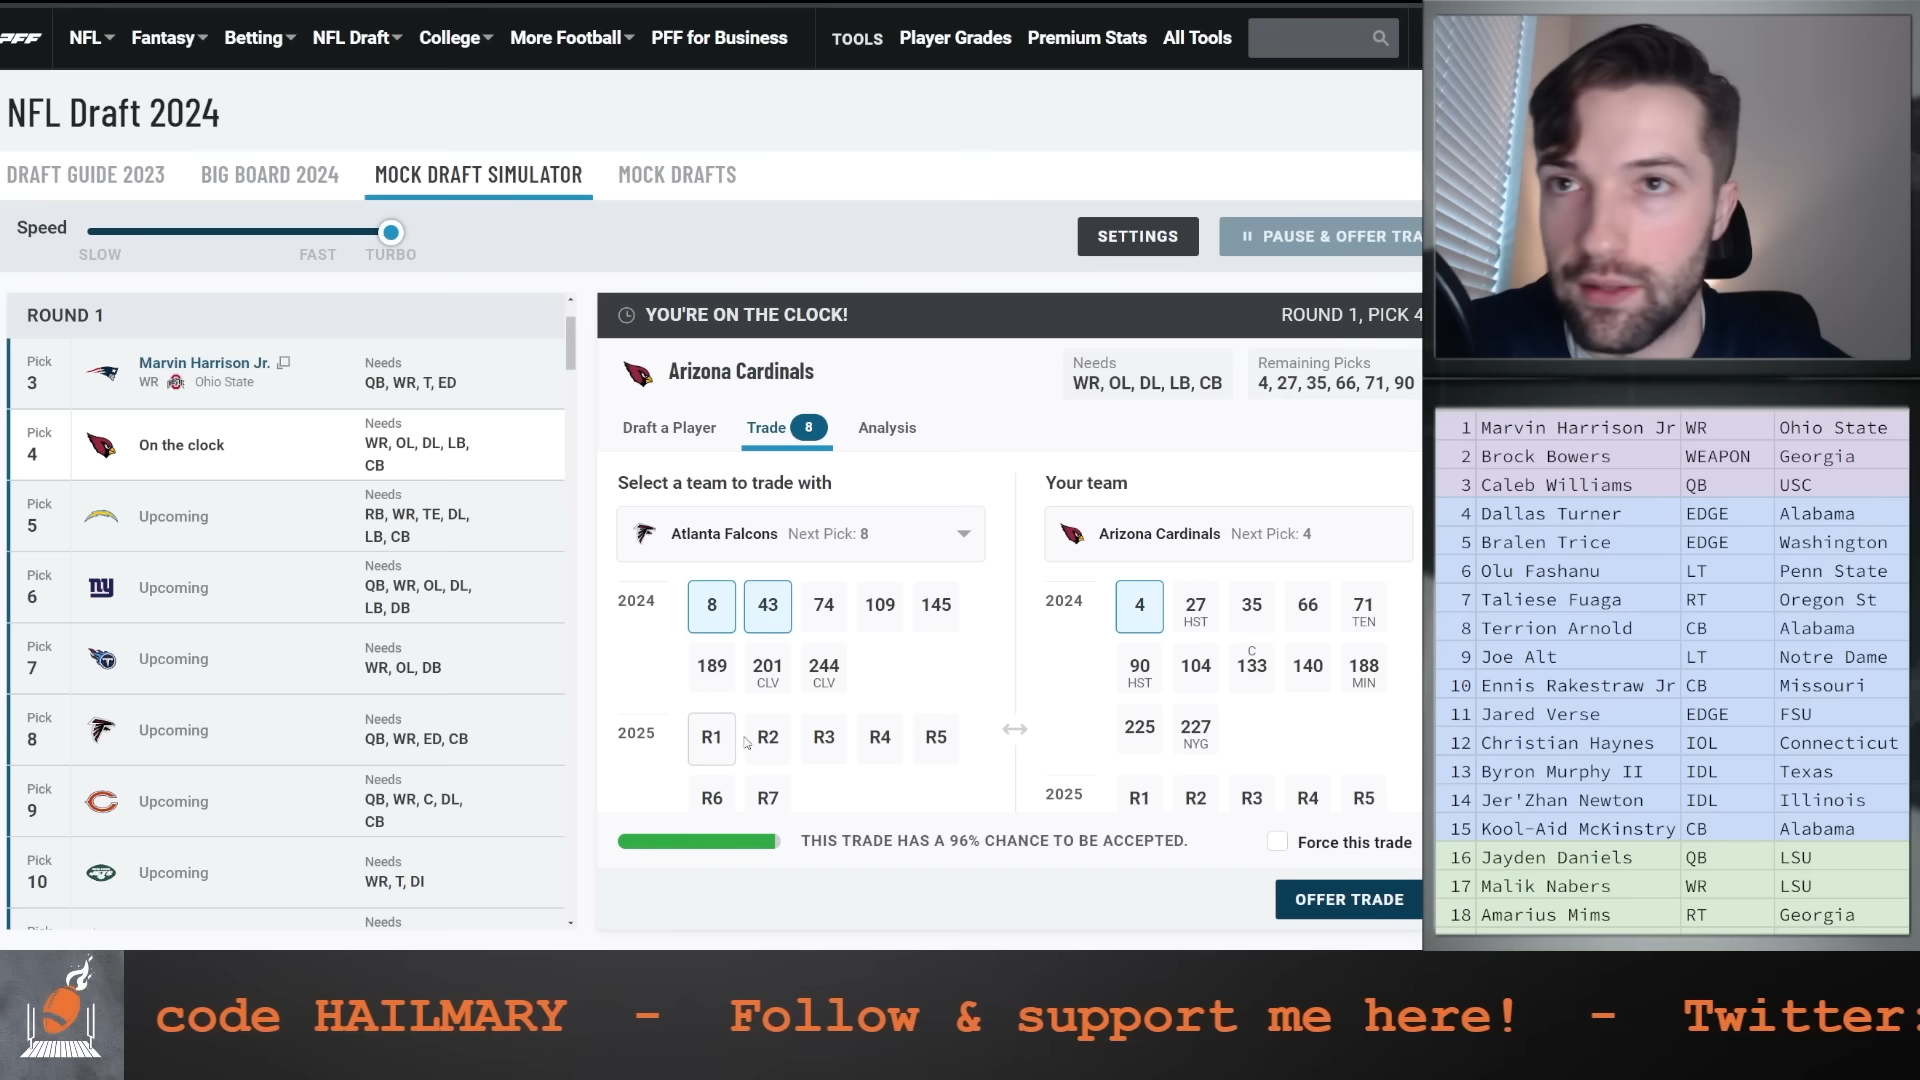 PFF
NFL
Fantasy
Betting
NFL Draft
College
More Football
PFF for Business
TOOLS
Player Grades
Premium Stats
All Tools
NFL Draft 2024
DRAFT GUIDE 2023
BIG BOARD 2024
MOCK DRAFT SIMULATOR
MOCK DRAFTS
Speed
SLOW
FAST
TURBO
SETTINGS
PAUSE & OFFER TRA
ROUND 1
Pick
3
Marvin Harrison Jr.
WR Ohio State
Needs
QB, WR, T, ED
Pick
4
On the clock
Needs
WR, OL, DL, LB,
CB
Pick
5
Upcoming
Needs
RB, WR, TE, DL,
LB, CB
Pick
6
ny
Upcoming
Needs
QB, WR, OL, DL,
LB, DB
Pick
7
Upcoming
Needs
WR, OL, DB
Pick
8
Upcoming
Needs
QB, WR, ED, CB
Pick
9
Upcoming
Needs
QB, WR, C, DL,
CB
Pick
10
Upcoming
Needs
WR, T, DI
Needs
YOU'RE ON THE CLOCK!
ROUND 1, PICK 4
Arizona Cardinals
Needs
WR, OL, DL, LB, CB
Remaining Picks
4, 27, 35, 66, 71, 90
Draft a Player
Trade 8
Analysis
Select a team to trade with
Atlanta Falcons Next Pick: 8
2024
8 43 74 109 145
189 201 244
CLV CLV
2025
R1 R2 R3 R4 R5
R6 R7
Your team
Arizona Cardinals Next Pick: 4
2024
4 27 35 66 71
HST TEN
C
90 104 133 140 188
HST MIN
225 227
NYG
2025
R1 R2 R3 R4 R5
THIS TRADE HAS A 96% CHANCE TO BE ACCEPTED.
Force this trade
OFFER TRADE
1 Marvin Harrison Jr WR Ohio State
2 Brock Bowers WEAPON Georgia
3 Caleb Williams QB USC
4 Dallas Turner EDGE Alabama
5 Bralen Trice EDGE Washington
6 Olu Fashanu LT Penn State
7 Taliese Fuaga RT Oregon St
8 Terrion Arnold CB Alabama
9 Joe Alt LT Notre Dame
10 Ennis Rakestraw Jr CB Missouri
11 Jared Verse EDGE FSU
12 Christian Haynes IOL Connecticut
13 Byron Murphy II IDL Texas
14 Jer'Zhan Newton IDL Illinois
15 Kool-Aid McKinstry CB Alabama
16 Jayden Daniels QB LSU
17 Malik Nabers WR LSU
18 Amarius Mims RT Georgia
code HAILMARY - Follow & support me here! - Twitter: